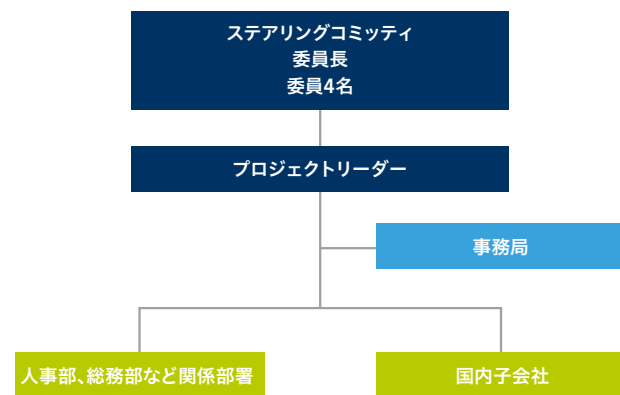 ステアリングコミッティ
委員長
委員4名
プロジェクトリーダー
事務局
人事部、総務部など関係部署
国内子会社